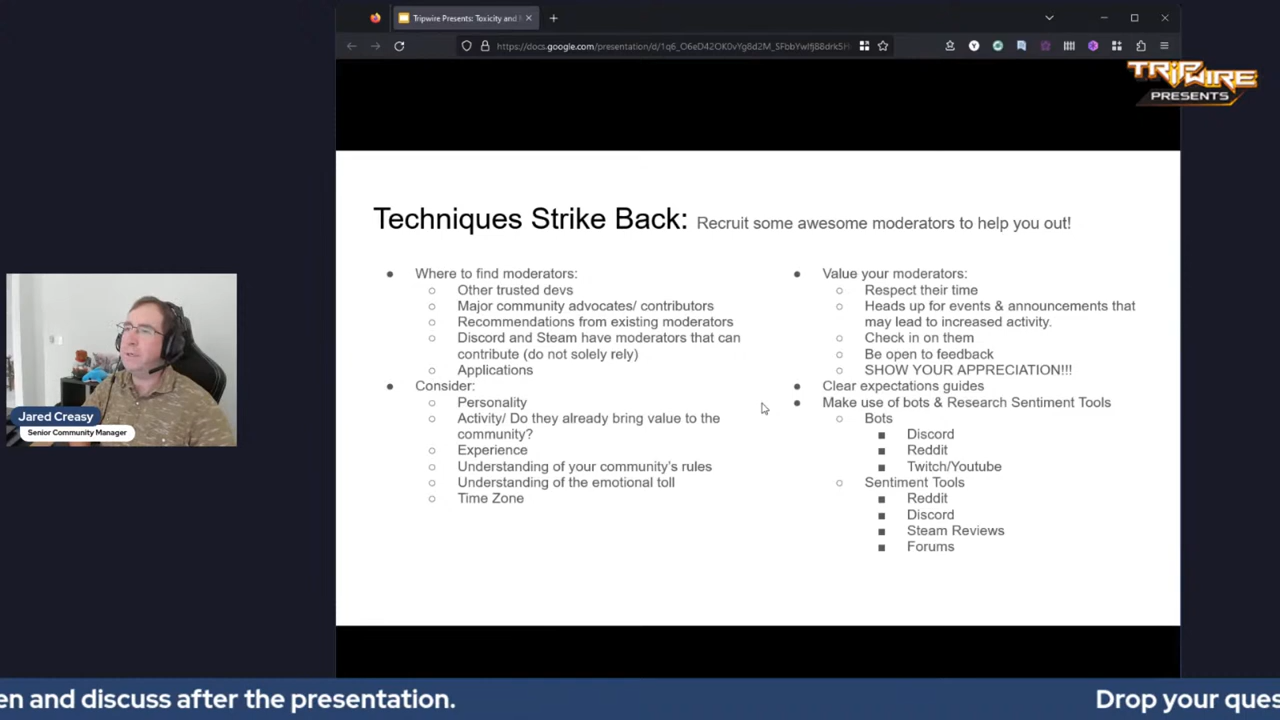 Tripwire Presents: Toxicity and
https://docs.google.com/presentation/d/1q6_O6eD42OK0vYg8d2M_SFbbYwlfj88drk5H
TRIPWIRE
PRESENTS
Techniques Strike Back: Recruit some awesome moderators to help you out!
Where to find moderators:
Other trusted devs
Major community advocates/ contributors
Recommendations from existing moderators
Discord and Steam have moderators that can
contribute (do not solely rely)
Applications
Consider:
Personality
Activity/ Do they already bring value to the
community?
Experience
Understanding of your community's rules
Understanding of the emotional toll
Time Zone
Value your moderators:
Respect their time
Heads up for events & announcements that
may lead to increased activity.
Check in on them
Be open to feedback
SHOW YOUR APPRECIATION!!!
Clear expectations guides
Make use of bots & Research Sentiment Tools
Bots
Discord
Reddit
Twitch/Youtube
Sentiment Tools
Reddit
Discord
Steam Reviews
Forums
Jared Creasy
Senior Community Manager
en and discuss after the presentation.
Drop your ques